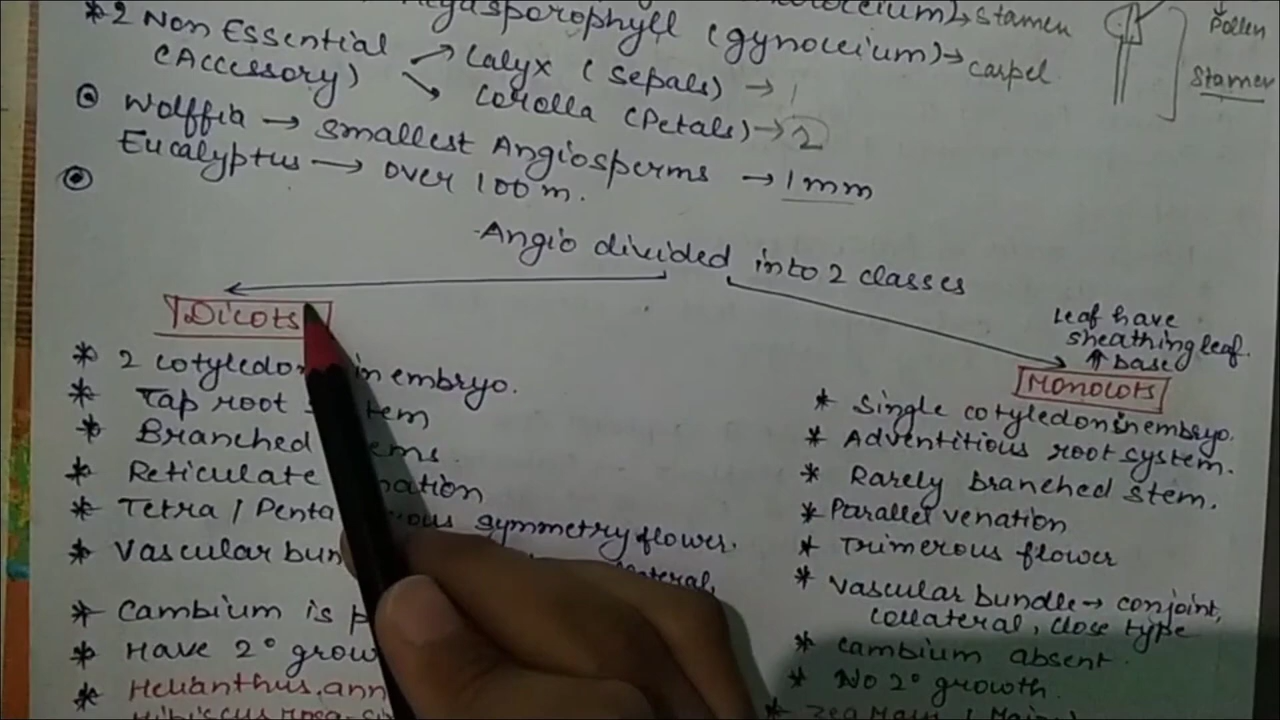 (gynoecium) → carpel
→ stamen
Pollen
Stamen
* 2 Non Essential → Calyx (Sepals) → 1
(Accessory) → Corolla (Petals) → 2
Wolffia → Smallest Angiosperms → 1mm
Eucalyptus → over 100 m.
Angio divided into 2 classes
Dicots
* 2 cotyledon in embryo.
* Tap root
* Branched
* Reticulate
* Tetra / Penta symmetry flower.
* Vascular
* Cambium is
* Have 2°
* Helianthus
Leaf have
sheathing leaf
base
Monocots
* Single cotyledon in embryo.
* Adventitious root system.
* Rarely branched stem.
* Parallel venation
* Trimerous flower
* Vascular bundle → conjoint,
collateral, close type
* Cambium absent.
* No 2° growth.